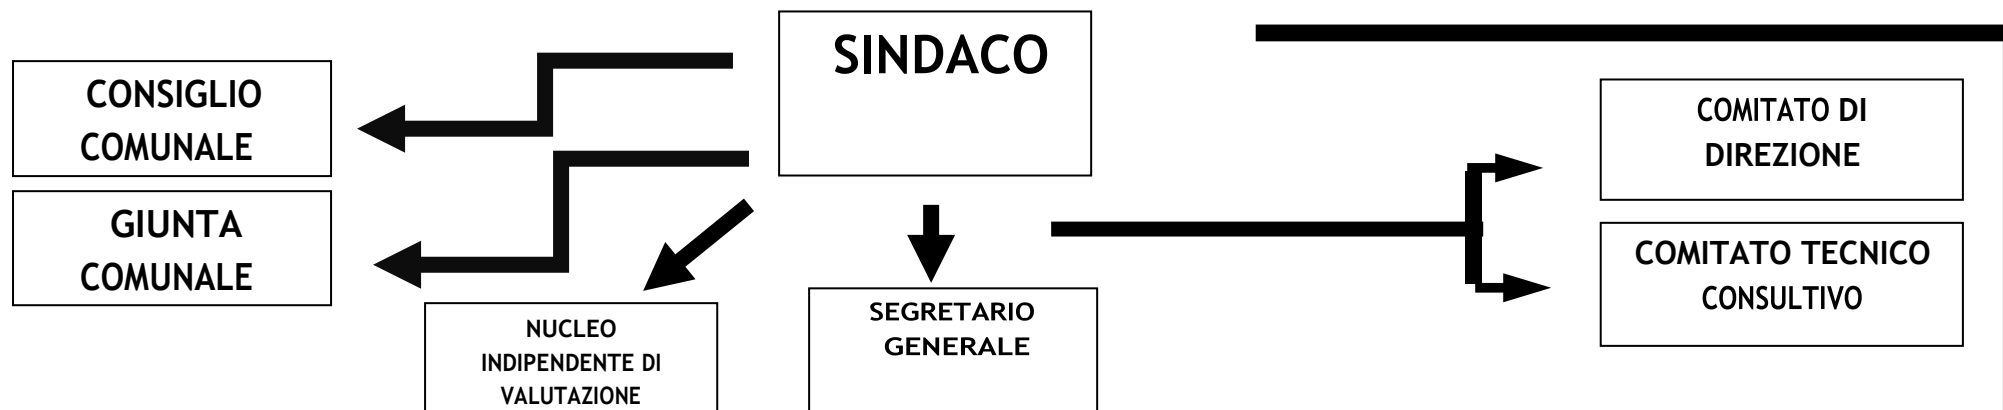 SINDACO
CONSIGLIO
COMUNALE
GIUNTA
COMUNALE
NUCLEO
INDIPENDENTE DI
VALUTAZIONE
SEGRETARIO
GENERALE
COMITATO DI
DIREZIONE
COMITATO TECNICO
CONSULTIVO